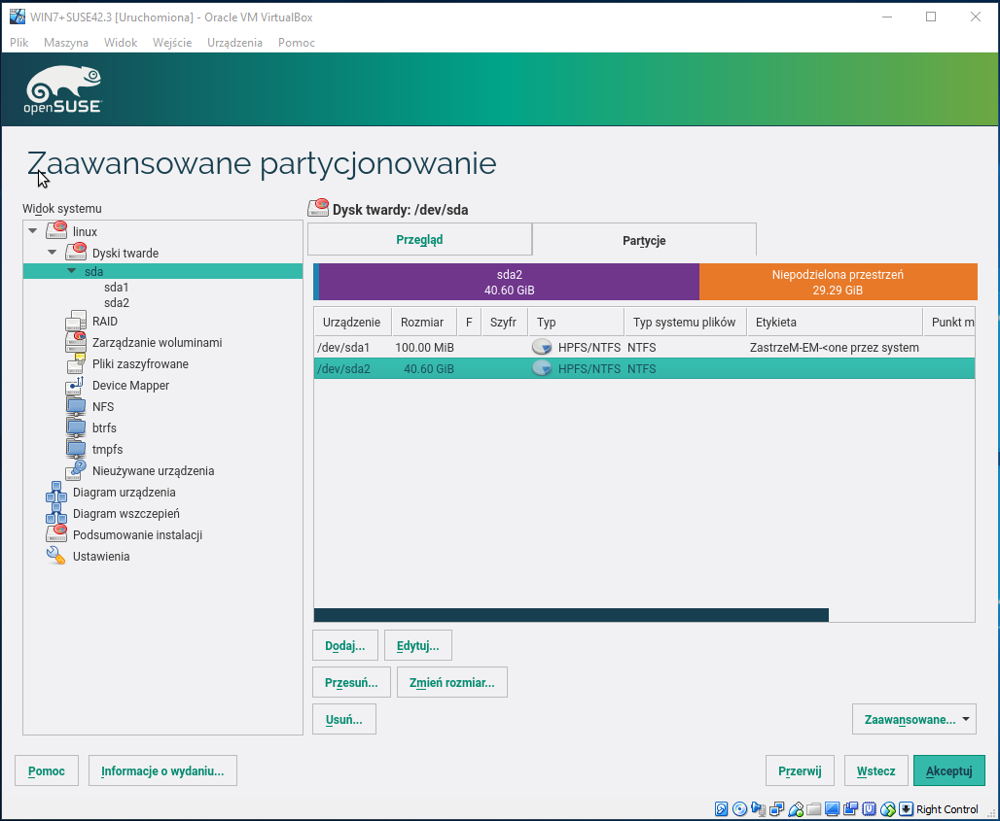 WIN7+SUSE42.3 [Uruchomiona] - Oracle VM VirtualBox
Plik Maszyna Widok Wejście Urządzenia Pomoc
openSUSE
Zaawansowane partycjonowanie
Widok systemu
linux
Dyski twarde
sda
sda1
sda2
RAID
Zarządzanie woluminami
Pliki zaszyfrowane
Device Mapper
NFS
btrfs
tmpfs
Nieużywane urządzenia
Diagram urządzenia
Diagram wszczepień
Podsumowanie instalacji
Ustawienia
Dysk twardy: /dev/sda
Przegląd Partycje
sda2
40.60 GiB
Niepodzielona przestrzeń
29.29 GiB
Urządzenie Rozmiar F Szyfr Typ Typ systemu plików Etykieta Punkt m
/dev/sda1 100.00 MiB HPFS/NTFS NTFS ZastrzeM-EM-<one przez system
/dev/sda2 40.60 GiB HPFS/NTFS NTFS
Dodaj... Edytuj...
Przesuń... Zmień rozmiar...
Usuń... Zaawansowane...
Pomoc Informacje o wydaniu... Przerwij Wstecz Akceptuj
Right Control